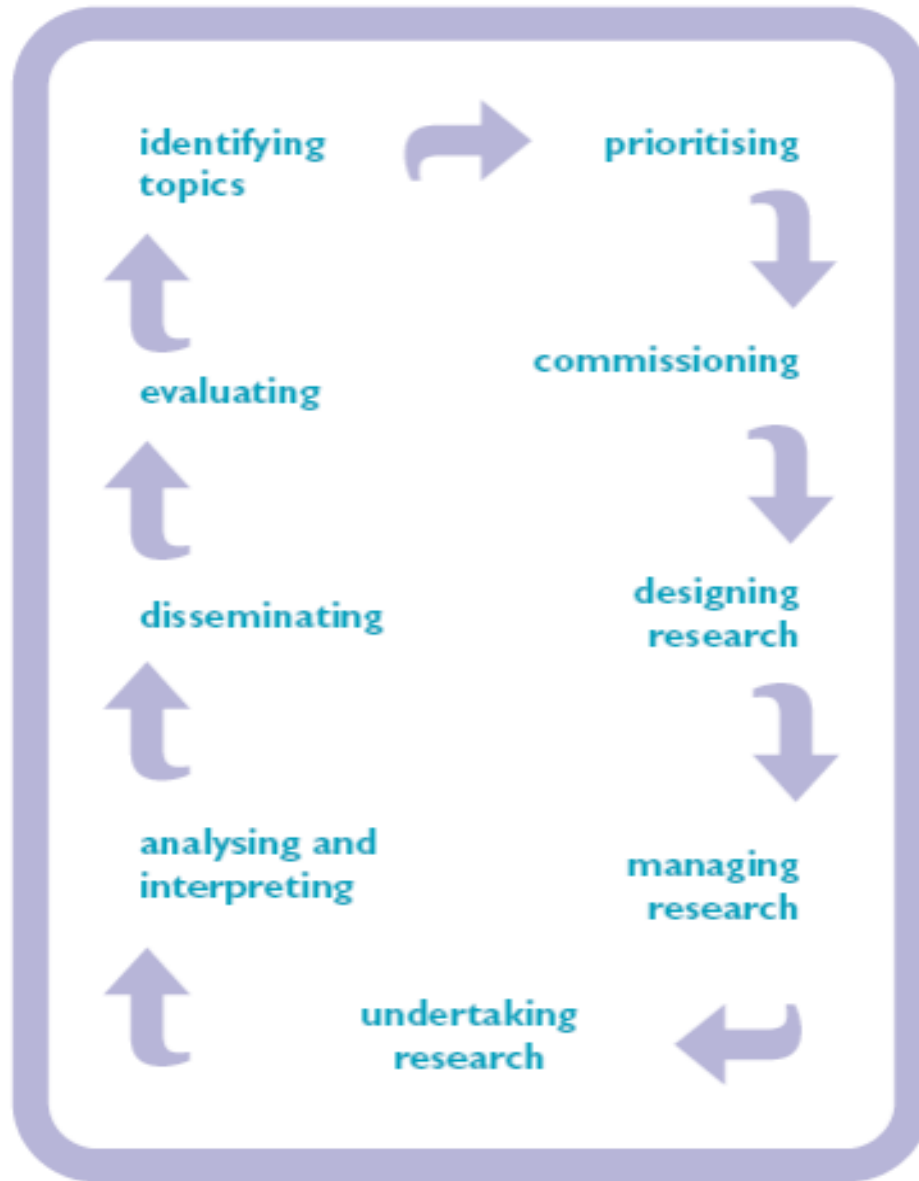 identifying
topics
prioritising
commissioning
designing
research
managing
research
undertaking
research
analysing and
interpreting
disseminating
evaluating